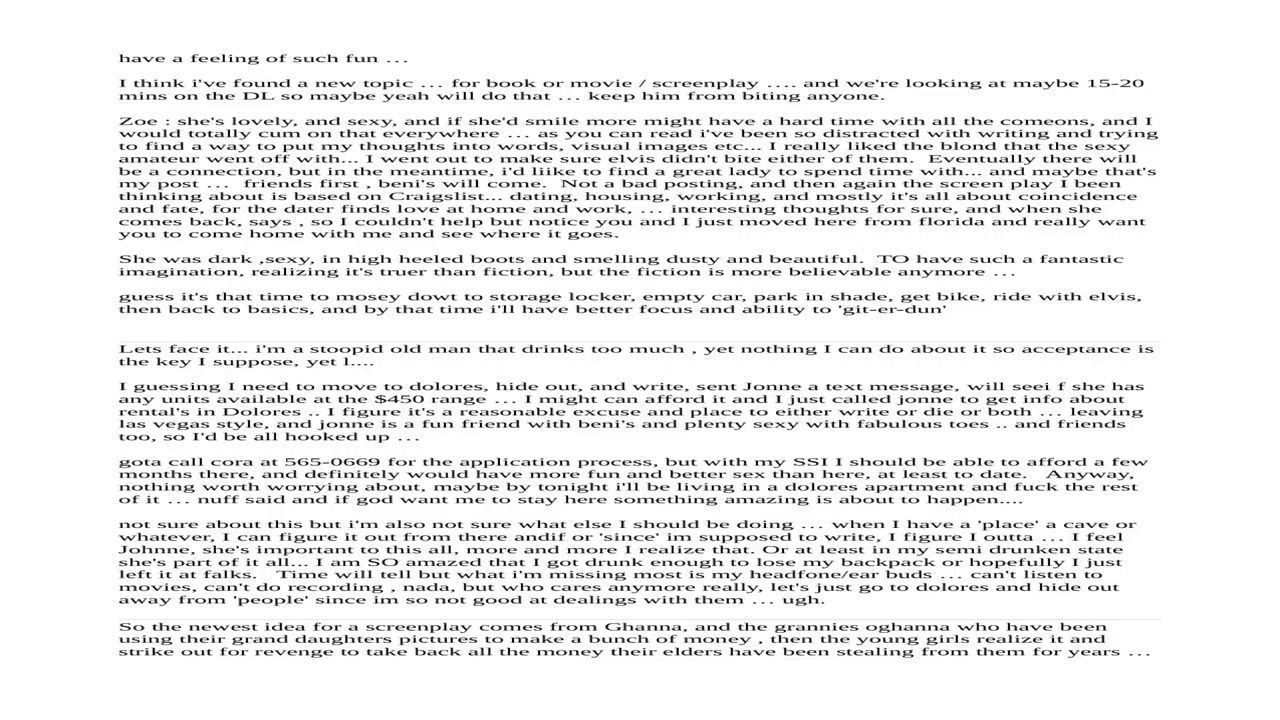 have a feeling of such fun ...
I think i've found a new topic ... for book or movie / screenplay .... and we're looking at maybe 15-20
mins on the DL so maybe yeah will do that ... keep him from biting anyone.
Zoe : she's lovely, and sexy, and if she'd smile more might have a hard time with all the comeons, and I
would totally cum on that everywhere ... as you can read i've been so distracted with writing and trying
to find a way to put my thoughts into words, visual images etc... I really liked the blond that the sexy
amateur went off with... I went out to make sure elvis didn't bite either of them.  Eventually there will
be a connection, but in the meantime, i'd liike to find a great lady to spend time with... and maybe that's
my post ...  friends first , beni's will come.  Not a bad posting, and then again the screen play I been
thinking about is based on Craigslist... dating, housing, working, and mostly it's all about coincidence
and fate, for the dater finds love at home and work, ... interesting thoughts for sure, and when she
comes back, says , so I couldn't help but notice you and I just moved here from florida and really want
you to come home with me and see where it goes.
She was dark ,sexy, in high heeled boots and smelling dusty and beautiful.  TO have such a fantastic
imagination, realizing it's truer than fiction, but the fiction is more believable anymore ...
guess it's that time to mosey dowt to storage locker, empty car, park in shade, get bike, ride with elvis,
then back to basics, and by that time i'll have better focus and ability to 'git-er-dun'
Lets face it... i'm a stoopid old man that drinks too much , yet nothing I can do about it so acceptance is
the key I suppose, yet l....
I guessing I need to move to dolores, hide out, and write, sent Jonne a text message, will seei f she has
any units available at the $450 range ... I might can afford it and I just called jonne to get info about
rental's in Dolores .. I figure it's a reasonable excuse and place to either write or die or both ... leaving
las vegas style, and jonne is a fun friend with beni's and plenty sexy with fabulous toes .. and friends
too, so I'd be all hooked up ...
gota call cora at 565-0669 for the application process, but with my SSI I should be able to afford a few
months there, and definitely would have more fun and better sex than here, at least to date.   Anyway,
nothing worth worrying about, maybe by tonight i'll be living in a dolores apartment and fuck the rest
of it ... nuff said and if god want me to stay here something amazing is about to happen....
not sure about this but i'm also not sure what else I should be doing ... when I have a 'place' a cave or
whatever, I can figure it out from there andif or 'since' im supposed to write, I figure I outta ... I feel
Johnne, she's important to this all, more and more I realize that. Or at least in my semi drunken state
she's part of it all... I am SO amazed that I got drunk enough to lose my backpack or hopefully I just
left it at falks.   Time will tell but what i'm missing most is my headfone/ear buds ... can't listen to
movies, can't do recording , nada, but who cares anymore really, let's just go to dolores and hide out
away from 'people' since im so not good at dealings with them ... ugh.
So the newest idea for a screenplay comes from Ghanna, and the grannies oghanna who have been
using their grand daughters pictures to make a bunch of money , then the young girls realize it and
strike out for revenge to take back all the money their elders have been stealing from them for years ...